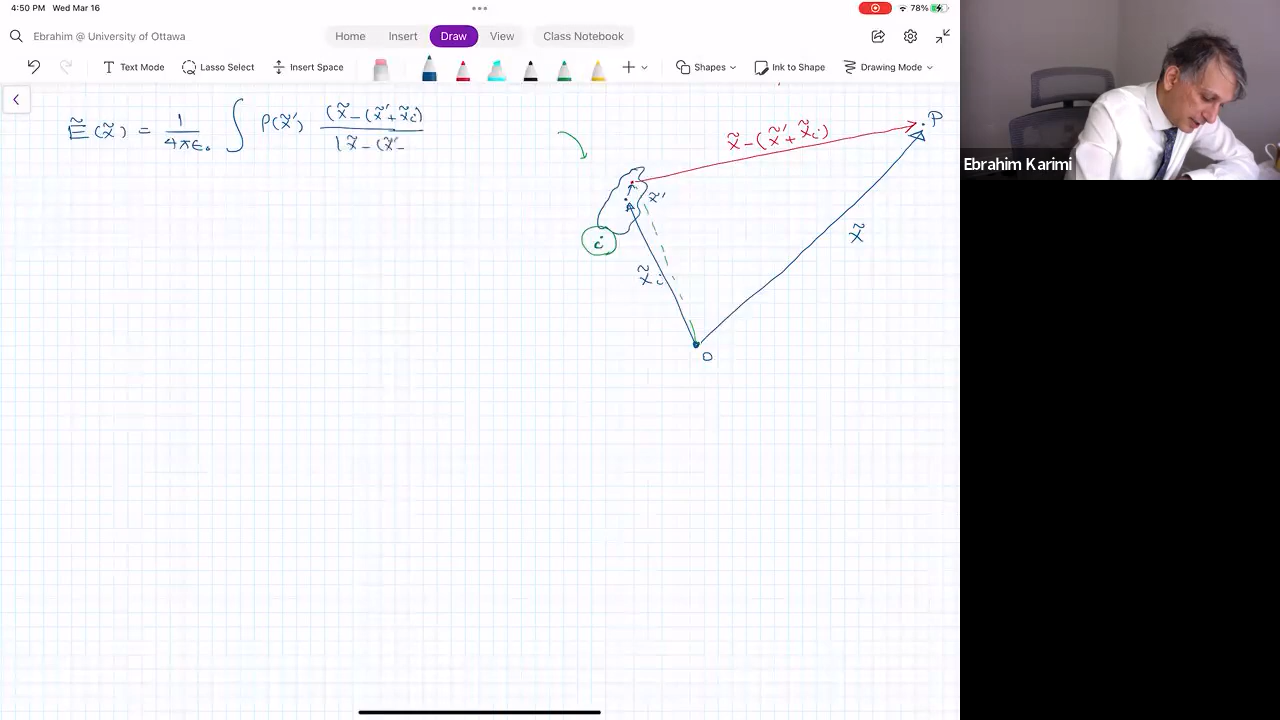 4:50 PM Wed Mar 16
78%
Ebrahim @ University of Ottawa
Home Insert Draw View Class Notebook
Text Mode Lasso Select Insert Space Shapes Ink to Shape Drawing Mode
Ẽ(x̃) = 1/4πε₀ ∫ ρ(x̃′) (x̃ − (x̃′ + x̃ᵢ) / |x̃ − (x̃′ −
x̃ − (x̃′ + x̃ᵢ)
P
Ebrahim Karimi
x̃′
x̃
i
x̃ᵢ
O